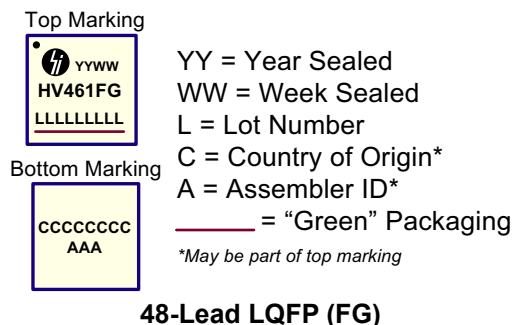 Top Marking
YYWW
HV461FG
LLLLLLLLL
Bottom Marking
CCCCCCCC
AAA
YY = Year Sealed
WW = Week Sealed
L = Lot Number
C = Country of Origin*
A = Assembler ID*
______ = “Green” Packaging
*May be part of top marking
48-Lead LQFP (FG)